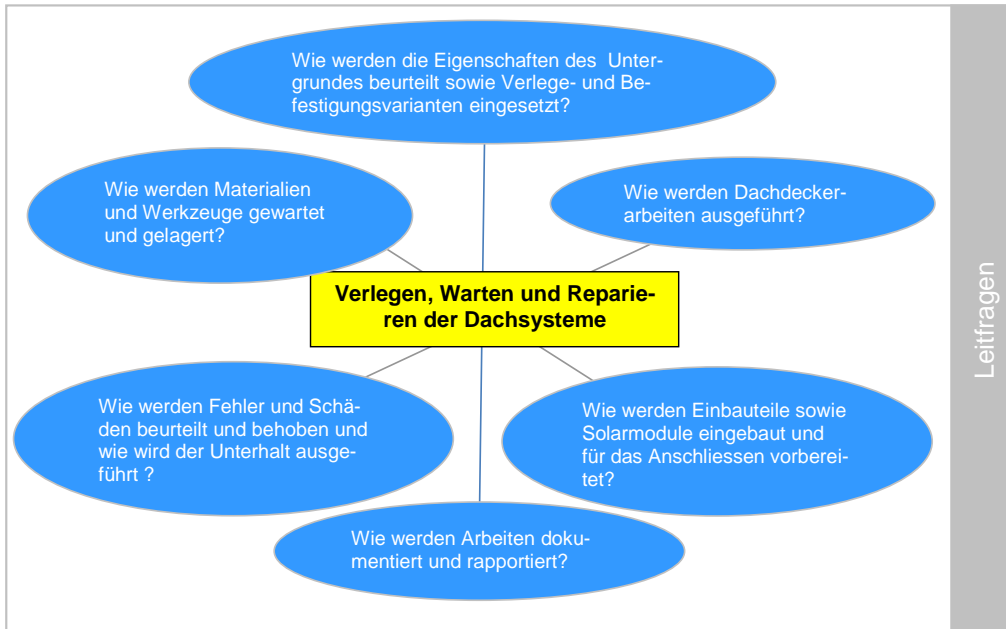 Wie werden die Eigenschaften des Unter-
grundes beurteilt sowie Verlege- und Be-
festigungsvarianten eingesetzt?
Wie werden Materialien
und Werkzeuge gewartet
und gelagert?
Wie werden Dachdecker-
arbeiten ausgeführt?
Verlegen, Warten und Reparie-
ren der Dachsysteme
Wie werden Fehler und Schä-
den beurteilt und behoben und
wie wird der Unterhalt ausge-
führt ?
Wie werden Einbauteile sowie
Solarmodule eingebaut und
für das Anschliessen vorberei-
tet?
Wie werden Arbeiten doku-
mentiert und rapportiert?
Leitfragen